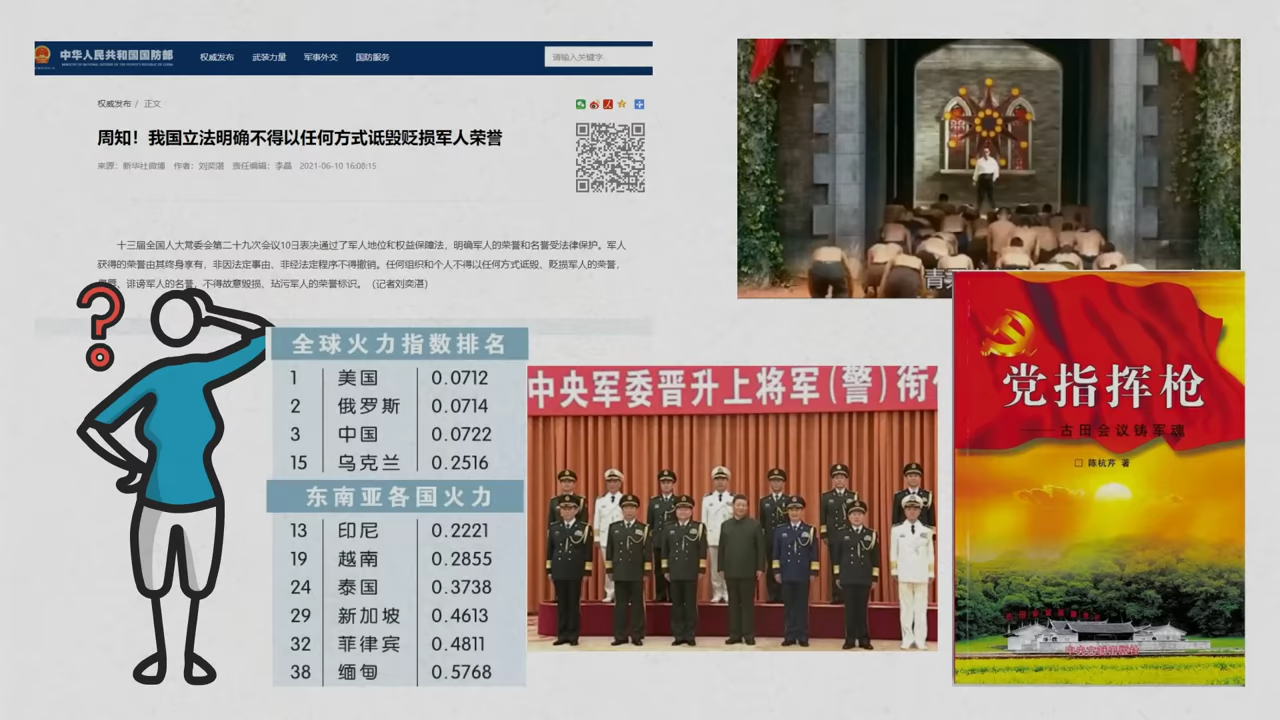 中华人民共和国国防部
MINISTRY OF NATIONAL DEFENSE OF THE PEOPLE'S REPUBLIC OF CHINA
权威发布 武装力量 军事外交 国防服务 请输入关键字
权威发布 / 正文
周知！我国立法明确不得以任何方式诋毁贬损军人荣誉
来源：新华社微博 作者：刘奕湛 责任编辑：李晶 2021-06-10 16:08:15
十三届全国人大常委会第二十九次会议10日表决通过了军人地位和权益保障法，明确军人的荣誉和名誉受法律保护。军人
获得的荣誉由其终身享有，非因法定事由、非经法定程序不得撤销。任何组织和个人不得以任何方式诋毁、贬损军人的荣誉，
诽谤军人的名誉，不得故意毁损、玷污军人的荣誉标识。（记者刘奕湛）
?
全球火力指数排名
1 美国 0.0712
2 俄罗斯 0.0714
3 中国 0.0722
15 乌克兰 0.2516
东南亚各国火力
13 印尼 0.2221
19 越南 0.2855
24 泰国 0.3738
29 新加坡 0.4613
32 菲律宾 0.4811
38 缅甸 0.5768
中央军委晋升上将军（警）衔
青
党指挥枪
——古田会议铸军魂
陈杭芹 著